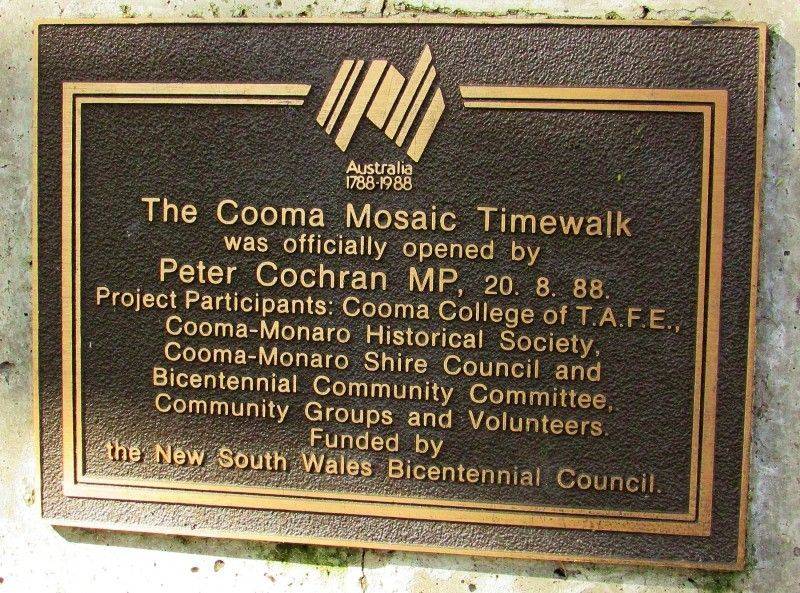 Australia
1788-1988
The Cooma Mosaic Timewalk
was officially opened by
Peter Cochran MP, 20. 8. 88.
Project Participants: Cooma College of T.A.F.E.,
Cooma-Monaro Historical Society,
Cooma-Monaro Shire Council and
Bicentennial Community Committee,
Community Groups and Volunteers.
Funded by
the New South Wales Bicentennial Council.